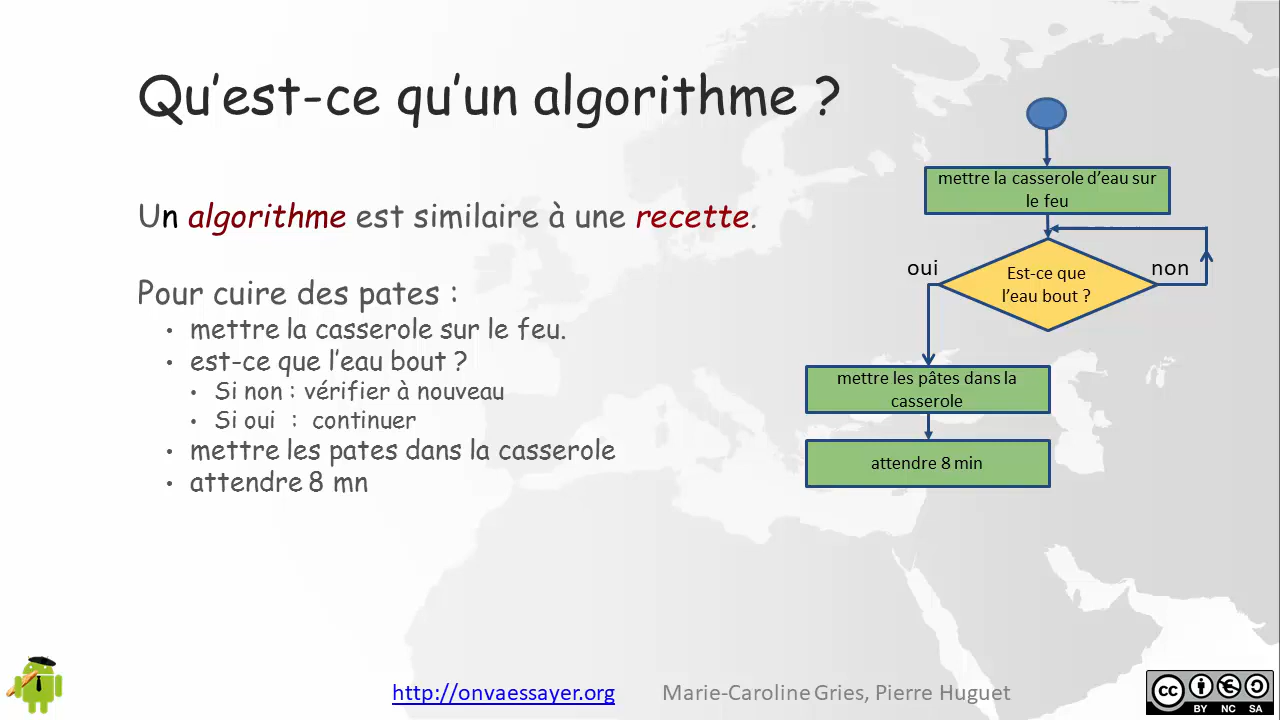 Qu'est-ce qu'un algorithme ?
Un algorithme est similaire à une recette.
Pour cuire des pates :
• mettre la casserole sur le feu.
• est-ce que l'eau bout ?
• Si non : vérifier à nouveau
• Si oui : continuer
• mettre les pates dans la casserole
• attendre 8 mn
mettre la casserole d'eau sur
le feu
oui
Est-ce que
l'eau bout ?
non
mettre les pâtes dans la
casserole
attendre 8 min
http://onvaessayer.org
Marie-Caroline Gries, Pierre Huguet
cc
BY NC SA